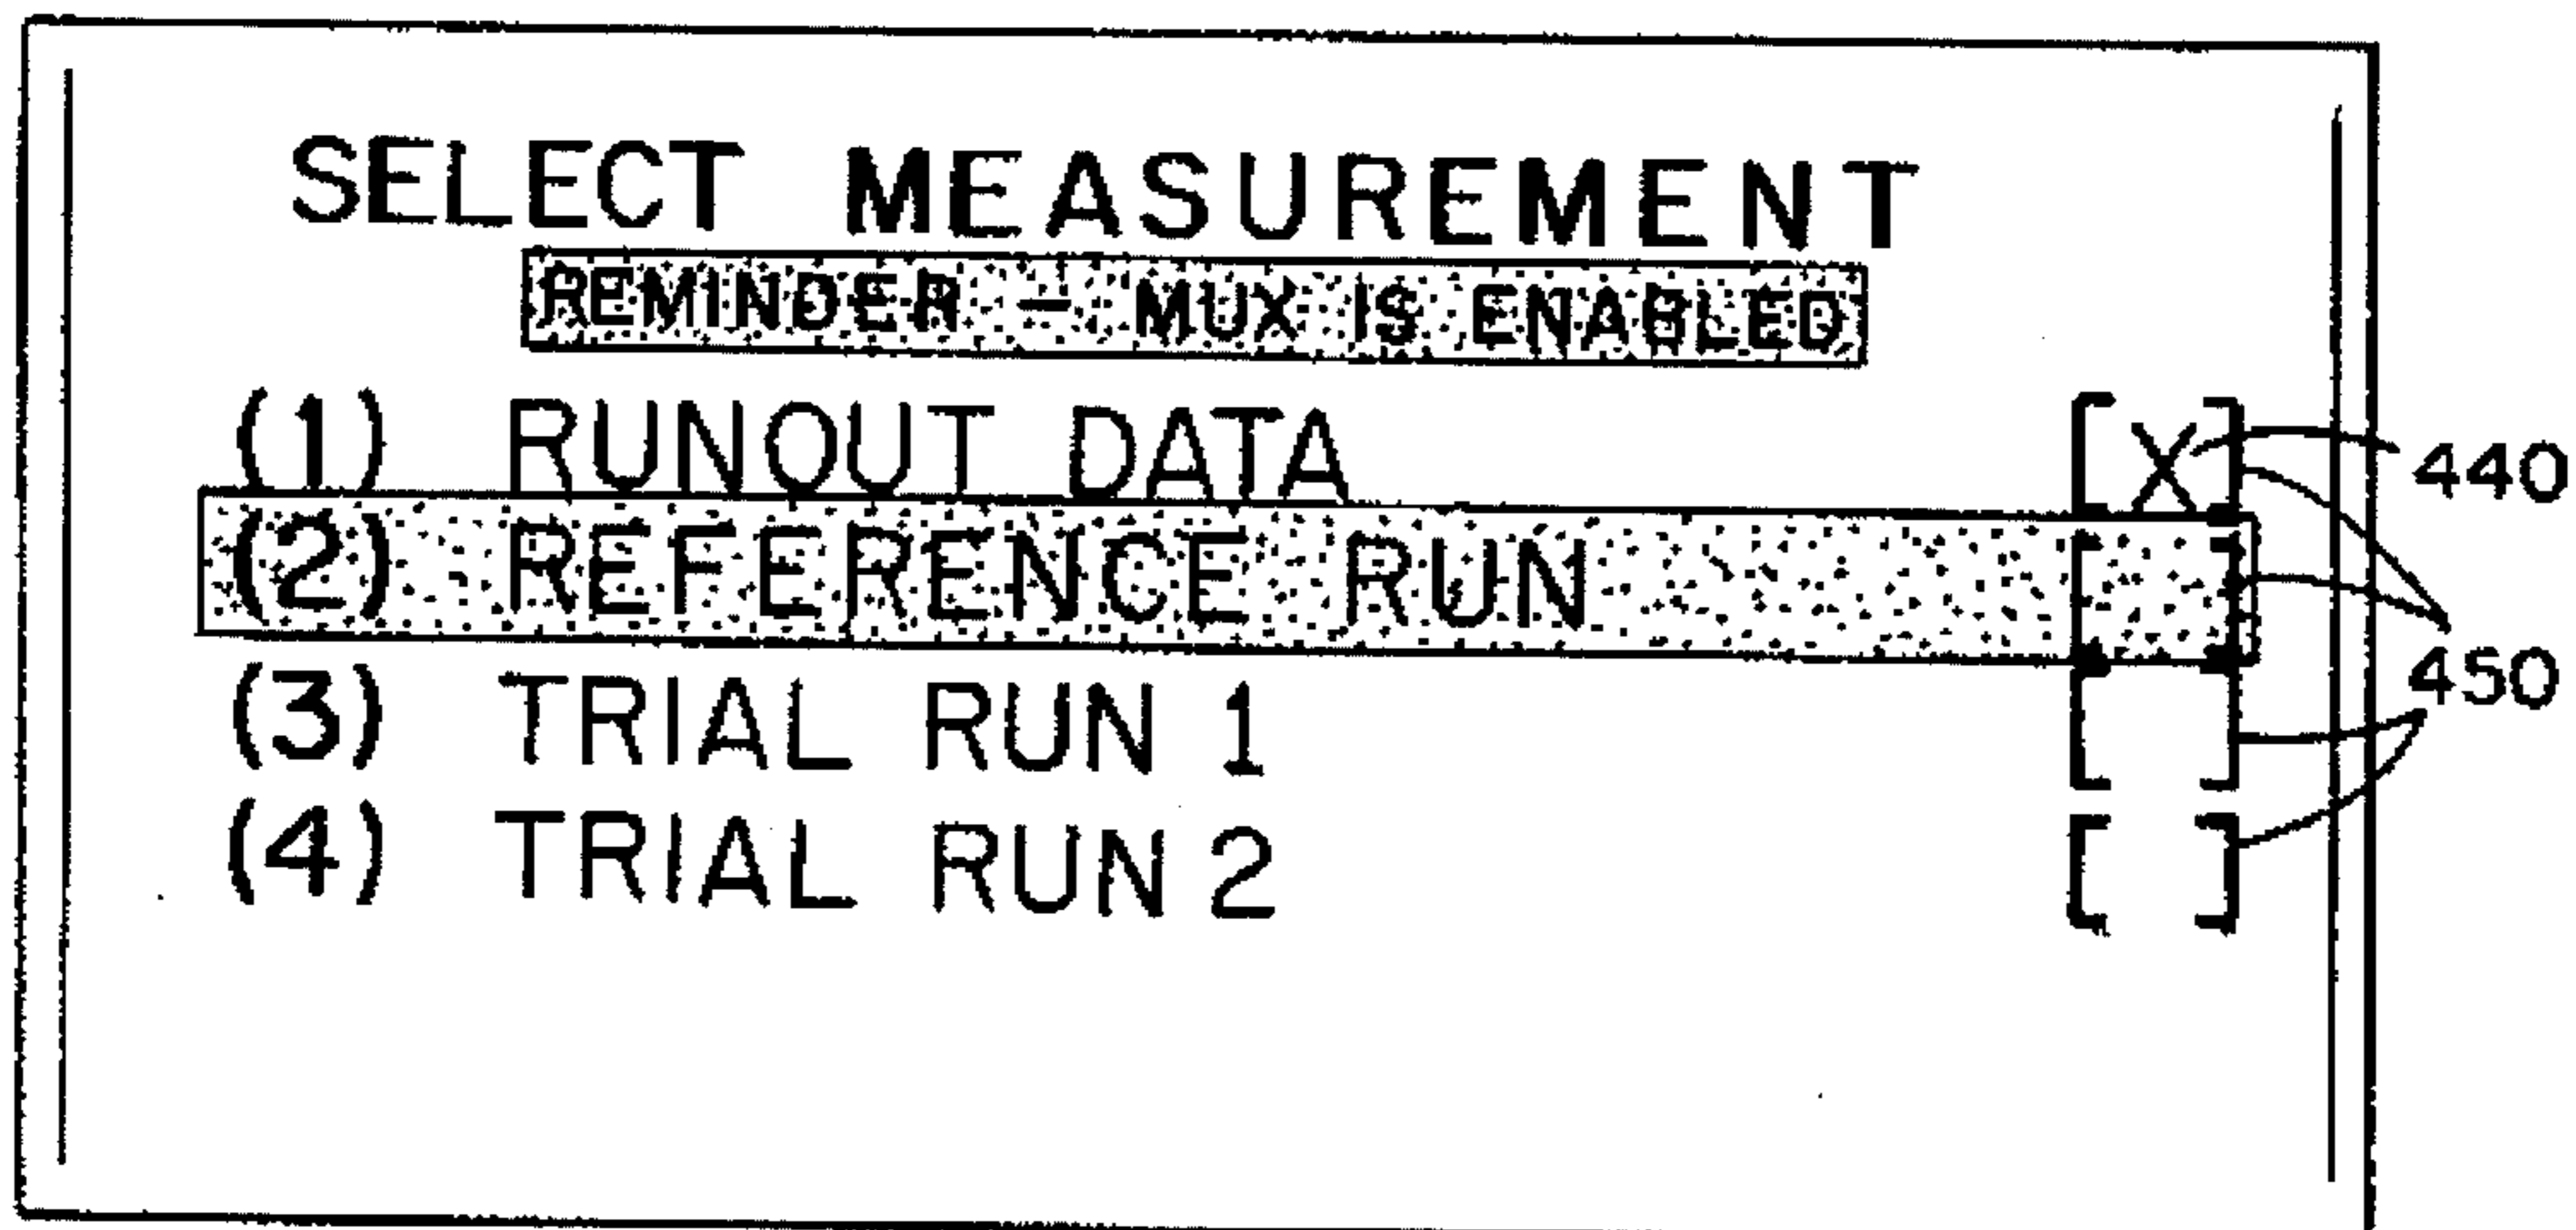 SELECT MEASUREMENT
REMINDER - MUX IS ENABLED
(1) RUNOUT DATA [X]
440
(2) REFERENCE RUN [ ]
450
(3) TRIAL RUN 1 [ ]
(4) TRIAL RUN 2 [ ]